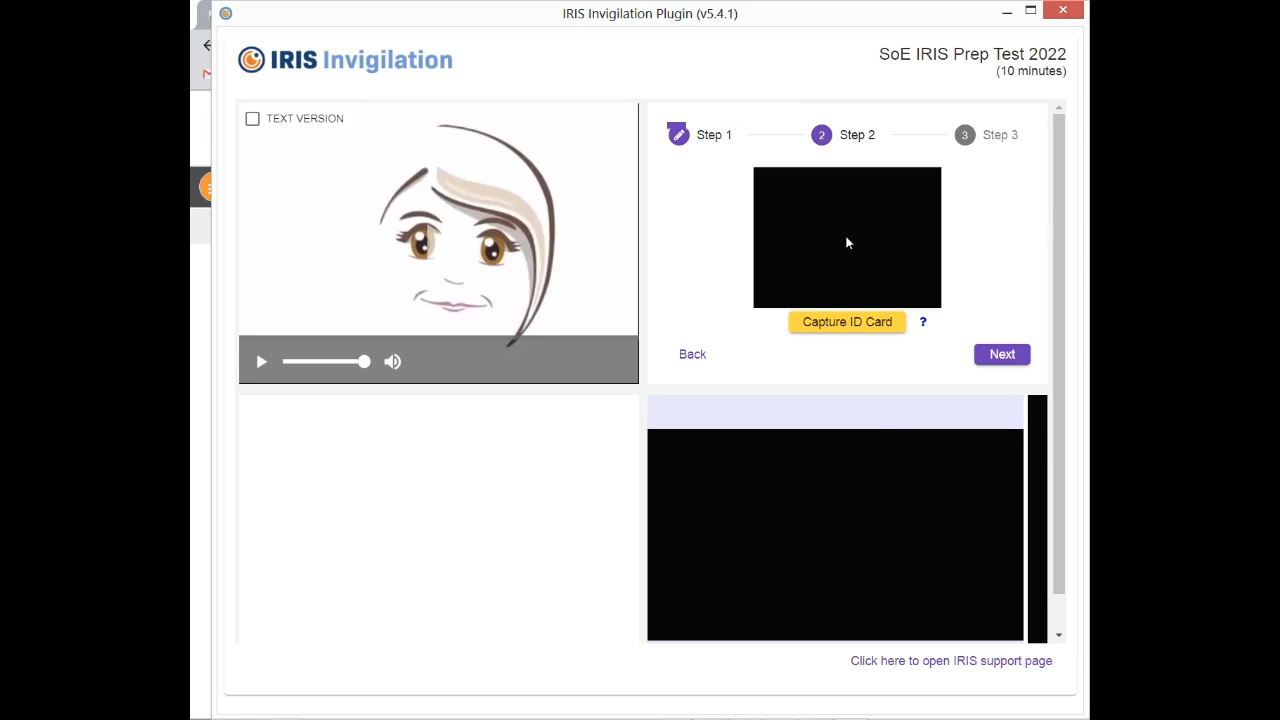 IRIS Invigilation Plugin (v5.4.1)
IRIS Invigilation
SoE IRIS Prep Test 2022
(10 minutes)
TEXT VERSION
Step 1
2 Step 2
3 Step 3
Capture ID Card ?
Back
Next
Click here to open IRIS support page